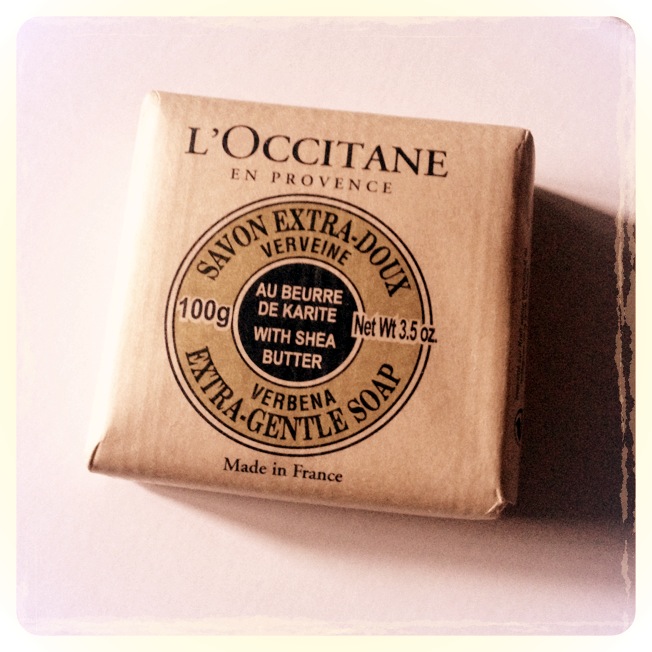 L'OCCITANE
EN PROVENCE
SAVON EXTRA-DOUX
VERVEINE
100g
AU BEURRE
DE KARITE
WITH SHEA
BUTTER
Net Wt 3.5 oz.
VERBENA
EXTRA-GENTLE SOAP
Made in France